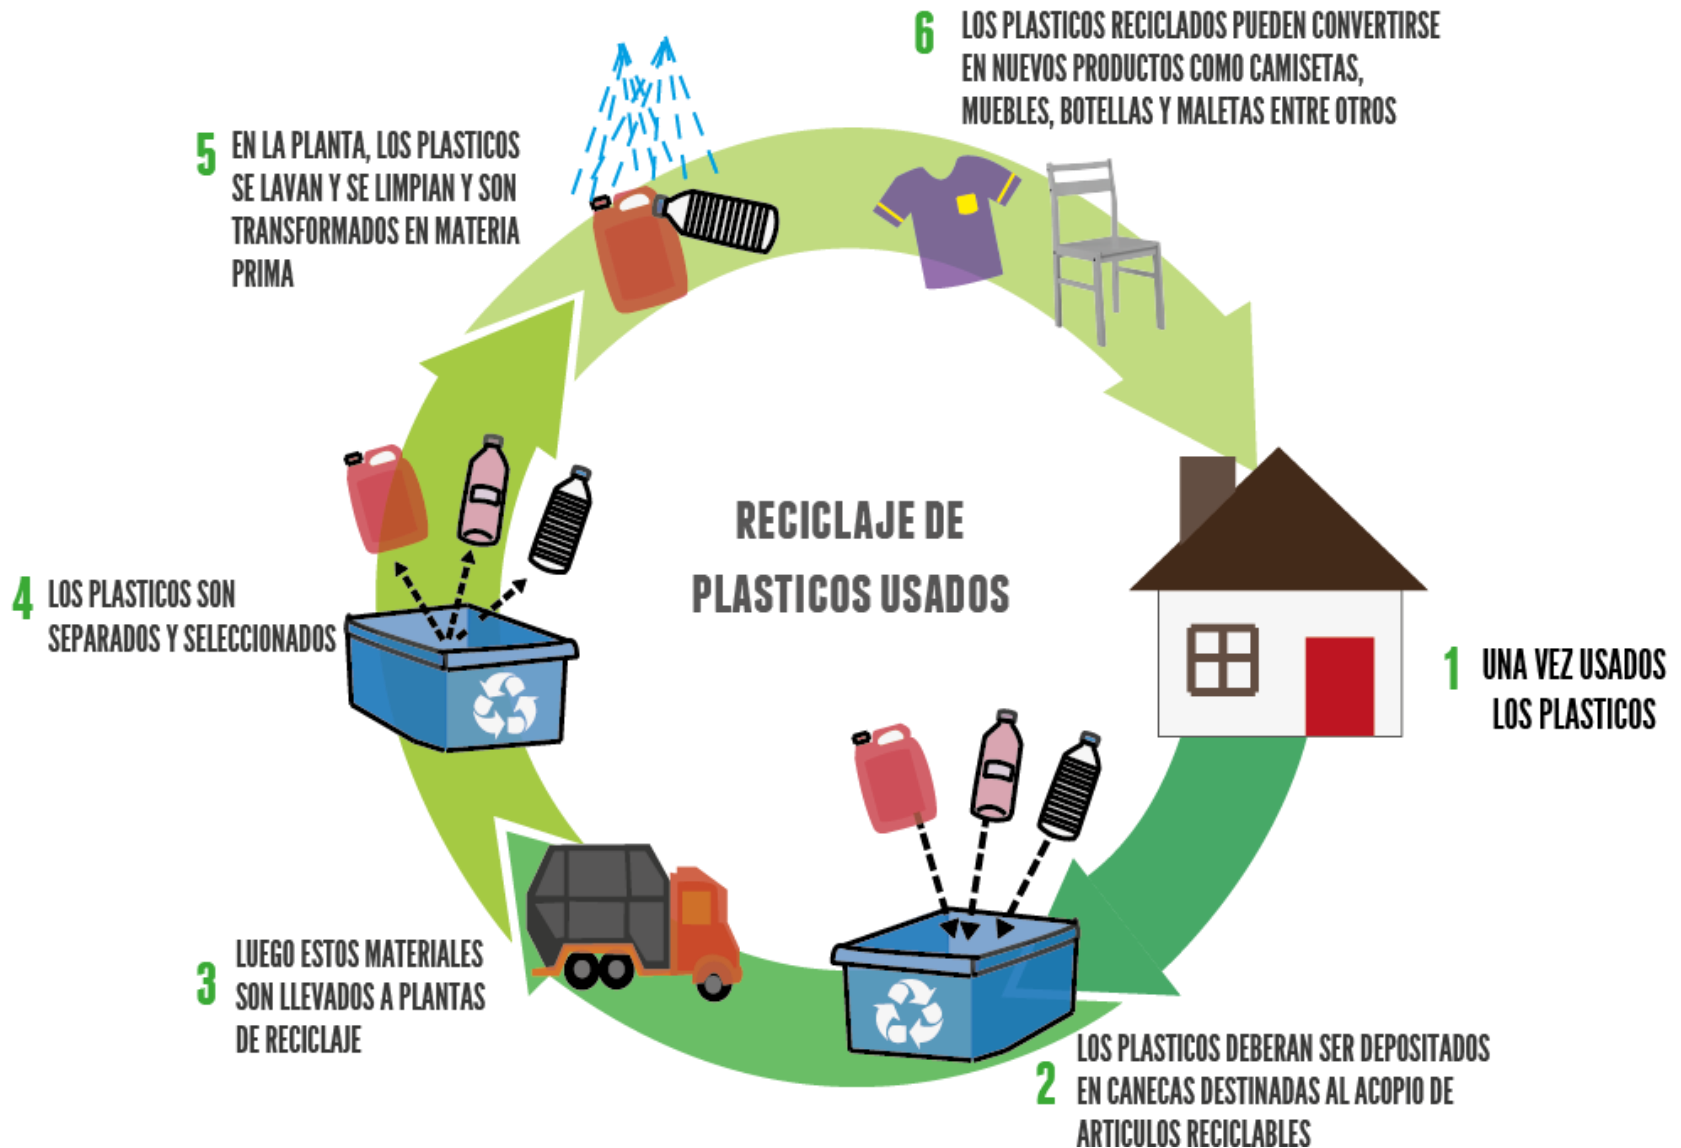 RECICLAJE DE
PLASTICOS USADOS
1 UNA VEZ USADOS
LOS PLASTICOS
2 LOS PLASTICOS DEBERAN SER DEPOSITADOS
EN CANECAS DESTINADAS AL ACOPIO DE
ARTICULOS RECICLABLES
3 LUEGO ESTOS MATERIALES
SON LLEVADOS A PLANTAS
DE RECICLAJE
4 LOS PLASTICOS SON
SEPARADOS Y SELECCIONADOS
5 EN LA PLANTA, LOS PLASTICOS
SE LAVAN Y SE LIMPIAN Y SON
TRANSFORMADOS EN MATERIA
PRIMA
6 LOS PLASTICOS RECICLADOS PUEDEN CONVERTIRSE
EN NUEVOS PRODUCTOS COMO CAMISETAS,
MUEBLES, BOTELLAS Y MALETAS ENTRE OTROS